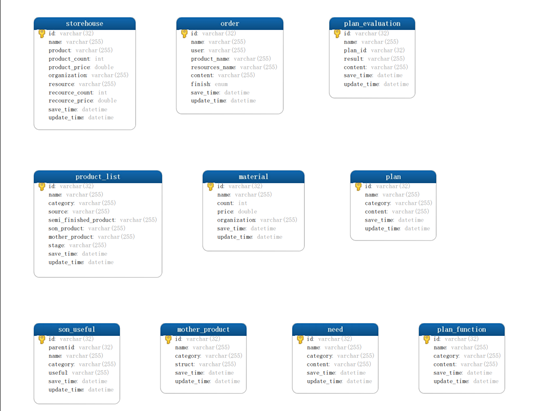 storehouse
id varchar(32)
name varchar(255)
product varchar(255)
product_count int
product_price double
organization varchar(255)
resource varchar(255)
recource_count int
recource_price double
save_time datetime
update_time datetime
order
id varchar(32)
name varchar(255)
user varchar(255)
product_name varchar(255)
resources_name varchar(255)
content varchar(255)
finish enum
save_time datetime
update_time datetime
plan_evaluation
id varchar(32)
name varchar(255)
plan_id varchar(32)
result varchar(255)
content varchar(255)
save_time datetime
update_time datetime
product_list
id varchar(32)
name varchar(255)
category varchar(255)
source varchar(255)
semi_finished_product varchar(255)
son_product varchar(255)
mother_product varchar(255)
stage varchar(255)
save_time datetime
update_time datetime
material
id varchar(32)
name varchar(255)
count int
price double
organization varchar(255)
save_time datetime
update_time datetime
plan
id varchar(32)
name varchar(255)
category varchar(255)
content varchar(255)
save_time datetime
update_time datetime
son_useful
id varchar(32)
parentid varchar(32)
name varchar(255)
category varchar(255)
useful varchar(255)
save_time datetime
update_time datetime
mother_product
id varchar(32)
name varchar(255)
category varchar(255)
struct varchar(255)
save_time datetime
update_time datetime
need
id varchar(32)
name varchar(255)
category varchar(255)
content varchar(255)
save_time datetime
update_time datetime
plan_function
id varchar(32)
name varchar(255)
category varchar(255)
content varchar(255)
save_time datetime
update_time datetime